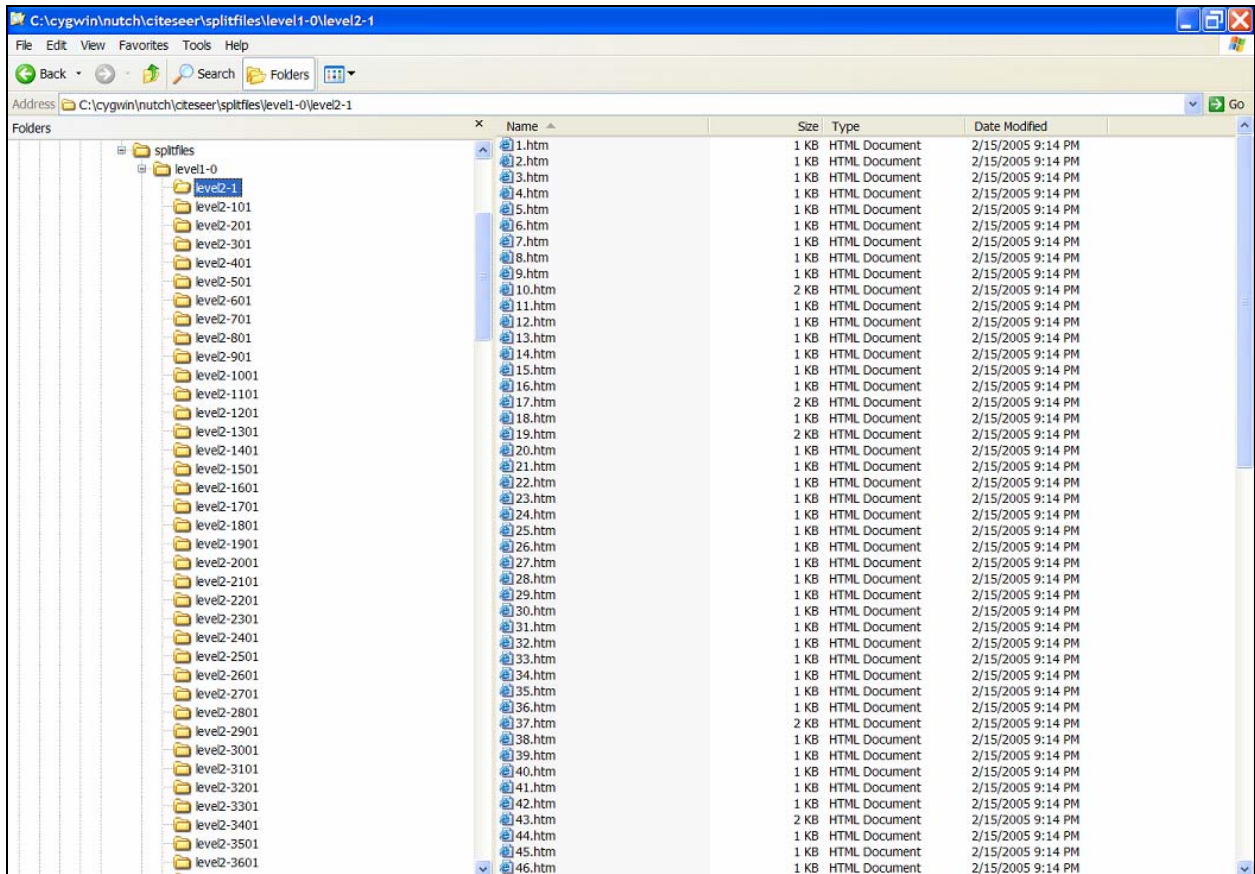 C:\cygwin\nutch\citeseer\splitfiles\level1-0\level2-1
File Edit View Favorites Tools Help
Back Search Folders
Address C:\cygwin\nutch\citeseer\splitfiles\level1-0\level2-1 Go
Folders
splitfiles
level1-0
level2-1
level2-101
level2-201
level2-301
level2-401
level2-501
level2-601
level2-701
level2-801
level2-901
level2-1001
level2-1101
level2-1201
level2-1301
level2-1401
level2-1501
level2-1601
level2-1701
level2-1801
level2-1901
level2-2001
level2-2101
level2-2201
level2-2301
level2-2401
level2-2501
level2-2601
level2-2701
level2-2801
level2-2901
level2-3001
level2-3101
level2-3201
level2-3301
level2-3401
level2-3501
level2-3601
Name Size Type Date Modified
1.htm 1 KB HTML Document 2/15/2005 9:14 PM
2.htm 1 KB HTML Document 2/15/2005 9:14 PM
3.htm 1 KB HTML Document 2/15/2005 9:14 PM
4.htm 1 KB HTML Document 2/15/2005 9:14 PM
5.htm 1 KB HTML Document 2/15/2005 9:14 PM
6.htm 1 KB HTML Document 2/15/2005 9:14 PM
7.htm 1 KB HTML Document 2/15/2005 9:14 PM
8.htm 1 KB HTML Document 2/15/2005 9:14 PM
9.htm 1 KB HTML Document 2/15/2005 9:14 PM
10.htm 2 KB HTML Document 2/15/2005 9:14 PM
11.htm 1 KB HTML Document 2/15/2005 9:14 PM
12.htm 1 KB HTML Document 2/15/2005 9:14 PM
13.htm 1 KB HTML Document 2/15/2005 9:14 PM
14.htm 1 KB HTML Document 2/15/2005 9:14 PM
15.htm 1 KB HTML Document 2/15/2005 9:14 PM
16.htm 1 KB HTML Document 2/15/2005 9:14 PM
17.htm 2 KB HTML Document 2/15/2005 9:14 PM
18.htm 1 KB HTML Document 2/15/2005 9:14 PM
19.htm 2 KB HTML Document 2/15/2005 9:14 PM
20.htm 1 KB HTML Document 2/15/2005 9:14 PM
21.htm 1 KB HTML Document 2/15/2005 9:14 PM
22.htm 1 KB HTML Document 2/15/2005 9:14 PM
23.htm 1 KB HTML Document 2/15/2005 9:14 PM
24.htm 1 KB HTML Document 2/15/2005 9:14 PM
25.htm 1 KB HTML Document 2/15/2005 9:14 PM
26.htm 1 KB HTML Document 2/15/2005 9:14 PM
27.htm 1 KB HTML Document 2/15/2005 9:14 PM
28.htm 1 KB HTML Document 2/15/2005 9:14 PM
29.htm 1 KB HTML Document 2/15/2005 9:14 PM
30.htm 1 KB HTML Document 2/15/2005 9:14 PM
31.htm 1 KB HTML Document 2/15/2005 9:14 PM
32.htm 1 KB HTML Document 2/15/2005 9:14 PM
33.htm 1 KB HTML Document 2/15/2005 9:14 PM
34.htm 1 KB HTML Document 2/15/2005 9:14 PM
35.htm 1 KB HTML Document 2/15/2005 9:14 PM
36.htm 1 KB HTML Document 2/15/2005 9:14 PM
37.htm 2 KB HTML Document 2/15/2005 9:14 PM
38.htm 1 KB HTML Document 2/15/2005 9:14 PM
39.htm 1 KB HTML Document 2/15/2005 9:14 PM
40.htm 1 KB HTML Document 2/15/2005 9:14 PM
41.htm 1 KB HTML Document 2/15/2005 9:14 PM
42.htm 1 KB HTML Document 2/15/2005 9:14 PM
43.htm 2 KB HTML Document 2/15/2005 9:14 PM
44.htm 1 KB HTML Document 2/15/2005 9:14 PM
45.htm 1 KB HTML Document 2/15/2005 9:14 PM
46.htm 1 KB HTML Document 2/15/2005 9:14 PM